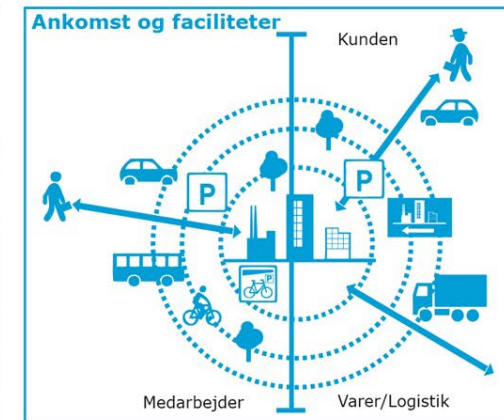 Ankomst og faciliteter
Kunden
P
P
P
Medarbejder
Varer/Logistik